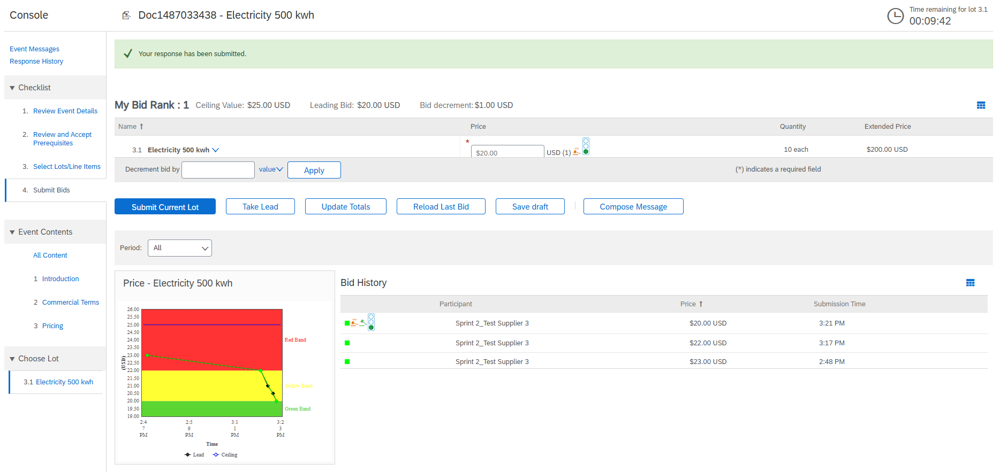 Console
Doc1487033438 - Electricity 500 kwh
Time remaining for lot 3.1
00:09:42
Event Messages
Response History
Your response has been submitted.
Checklist
1. Review Event Details
2. Review and Accept
Prerequisites
3. Select Lots/Line Items
4. Submit Bids
Event Contents
All Content
1 Introduction
2 Commercial Terms
3 Pricing
Choose Lot
3.1 Electricity 500 kwh
My Bid Rank : 1 Ceiling Value: $25.00 USD Leading Bid: $20.00 USD Bid decrement: $1.00 USD
Name ↑ Price Quantity Extended Price
3.1 Electricity 500 kwh * $20.00 USD (1) 10 each $200.00 USD
Decrement bid by value Apply (*) indicates a required field
Submit Current Lot Take Lead Update Totals Reload Last Bid Save draft Compose Message
Period: All
Price - Electricity 500 kwh
26.00
25.50
25.00
24.50
24.00
23.50
23.00
22.50
22.00
21.50
21.00
20.50
20.00
19.50
19.00
(USD)
Red Band
Yellow Band
Green Band
2:4 2:5 3:1 3:2
7 9 1 3
PM PM PM PM
Time
Lead Ceiling
Bid History
Participant Price ↑ Submission Time
Sprint 2_Test Supplier 3 $20.00 USD 3:21 PM
Sprint 2_Test Supplier 3 $22.00 USD 3:17 PM
Sprint 2_Test Supplier 3 $23.00 USD 2:48 PM